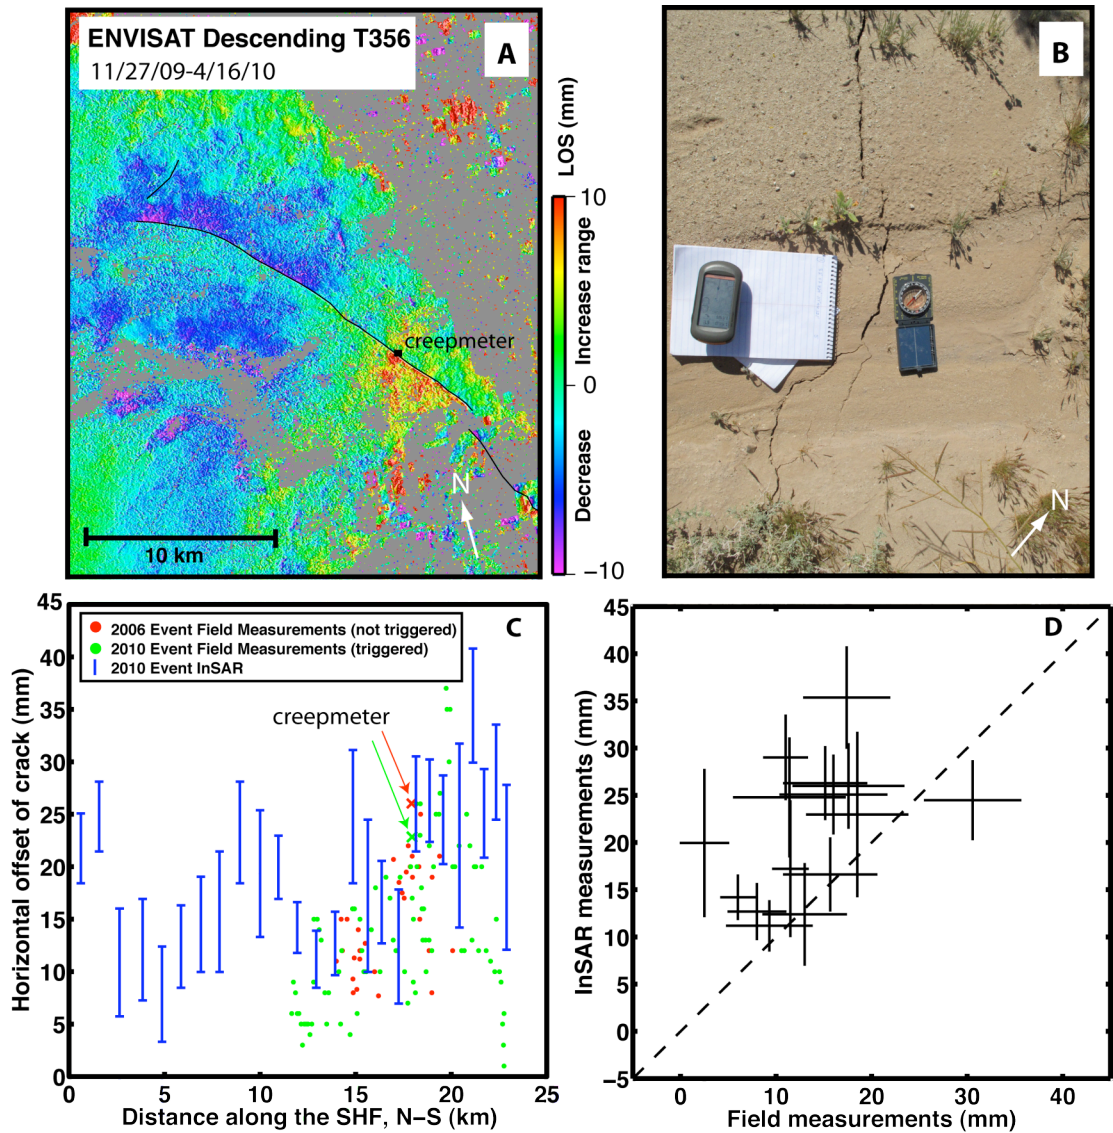 ENVISAT Descending T356
11/27/09-4/16/10
A
creepmeter
N
10 km
LOS (mm)
Increase range
Decrease
10
0
−10
B
N
C
2006 Event Field Measurements (not triggered)
2010 Event Field Measurements (triggered)
2010 Event InSAR
creepmeter
45
40
35
30
25
20
15
10
5
0
0
5
10
15
20
25
Horizontal offset of crack (mm)
Distance along the SHF, N−S (km)
D
45
40
35
30
25
20
15
10
5
0
−5
0
10
20
30
40
InSAR measurements (mm)
Field measurements (mm)